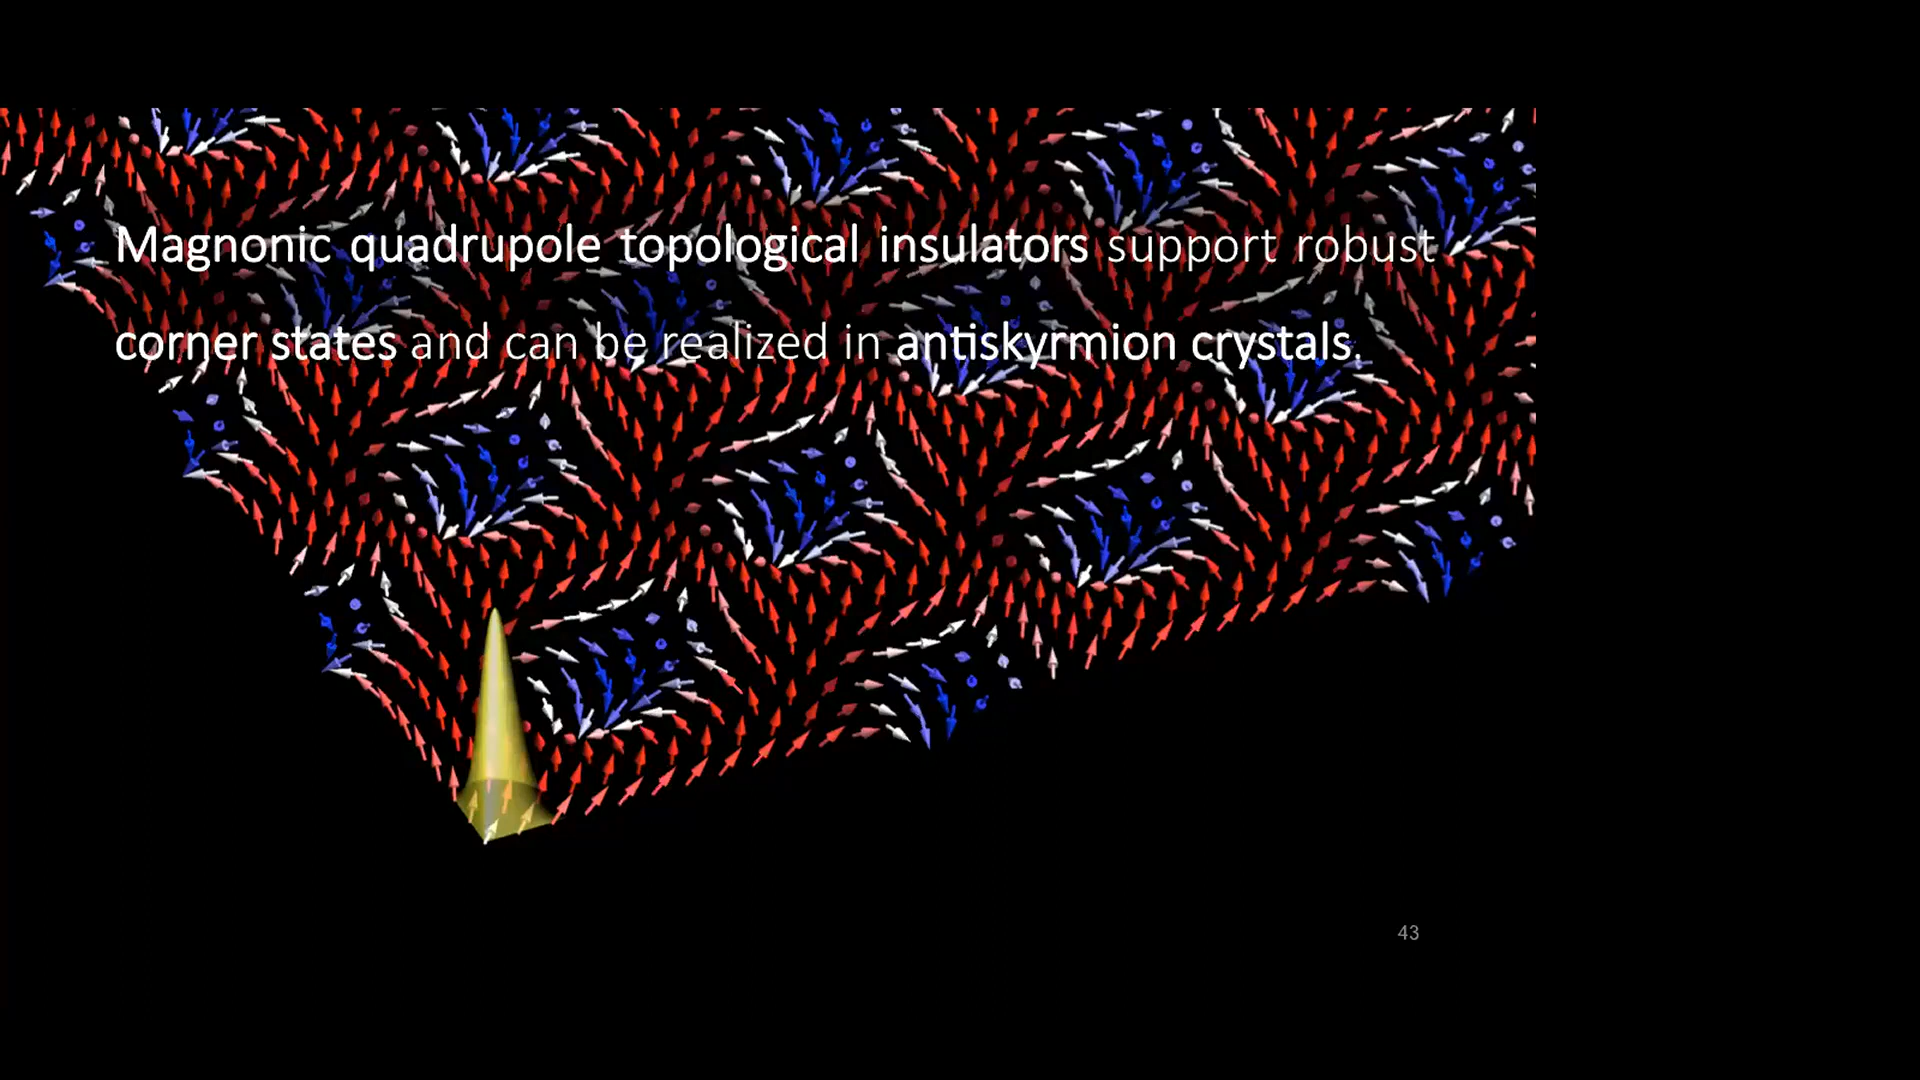 Magnonic quadrupole topological insulators support robust
corner states and can be realized in antiskyrmion crystals.
43